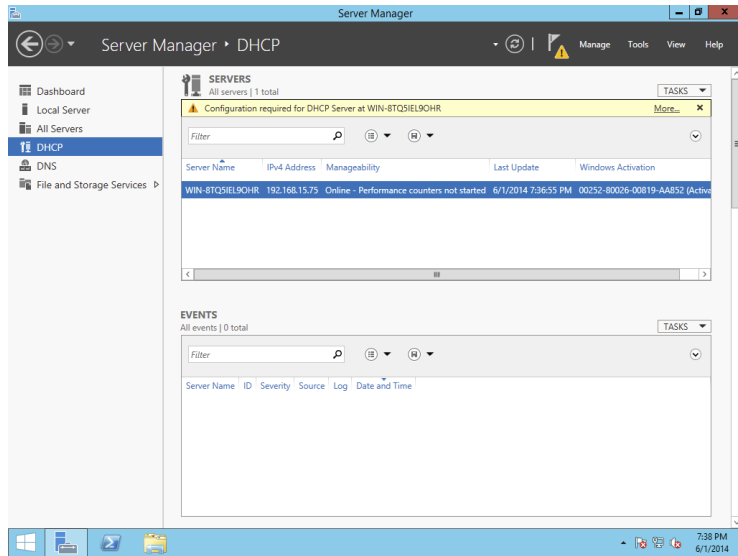 Server Manager
Server Manager • DHCP
Manage Tools View Help
Dashboard
Local Server
All Servers
DHCP
DNS
File and Storage Services
SERVERS
All servers | 1 total
TASKS
Configuration required for DHCP Server at WIN-8TQ5IEL9OHR
More...
Filter
Server Name IPv4 Address Manageability Last Update Windows Activation
WIN-8TQ5IEL9OHR 192.168.15.75 Online - Performance counters not started 6/1/2014 7:36:55 PM 00252-80026-00819-AA852 (Activa
EVENTS
All events | 0 total
TASKS
Filter
Server Name ID Severity Source Log Date and Time
7:38 PM
6/1/2014